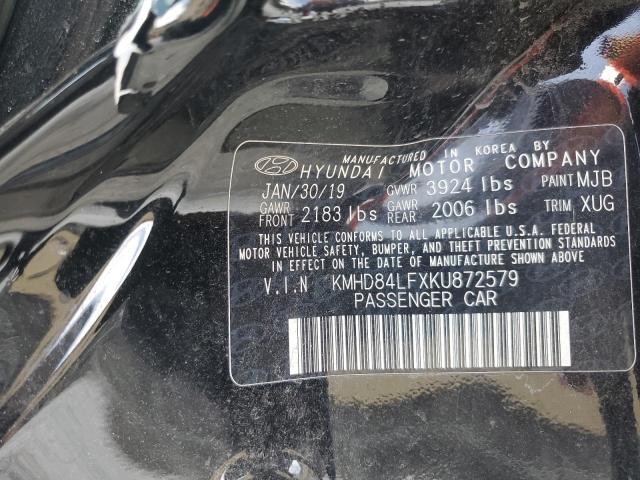 MANUFACTURED IN KOREA BY
HYUNDAI MOTOR COMPANY
JAN/30/19 GVWR 3924 lbs PAINT MJB
GAWR FRONT 2183 lbs GAWR REAR 2006 lbs TRIM XUG
THIS VEHICLE CONFORMS TO ALL APPLICABLE U.S.A. FEDERAL
MOTOR VEHICLE SAFETY, BUMPER, AND THEFT PREVENTION STANDARDS
IN EFFECT ON THE DATE OF MANUFACTURE SHOWN ABOVE.
V.I.N KMHD84LFXKU872579
PASSENGER CAR